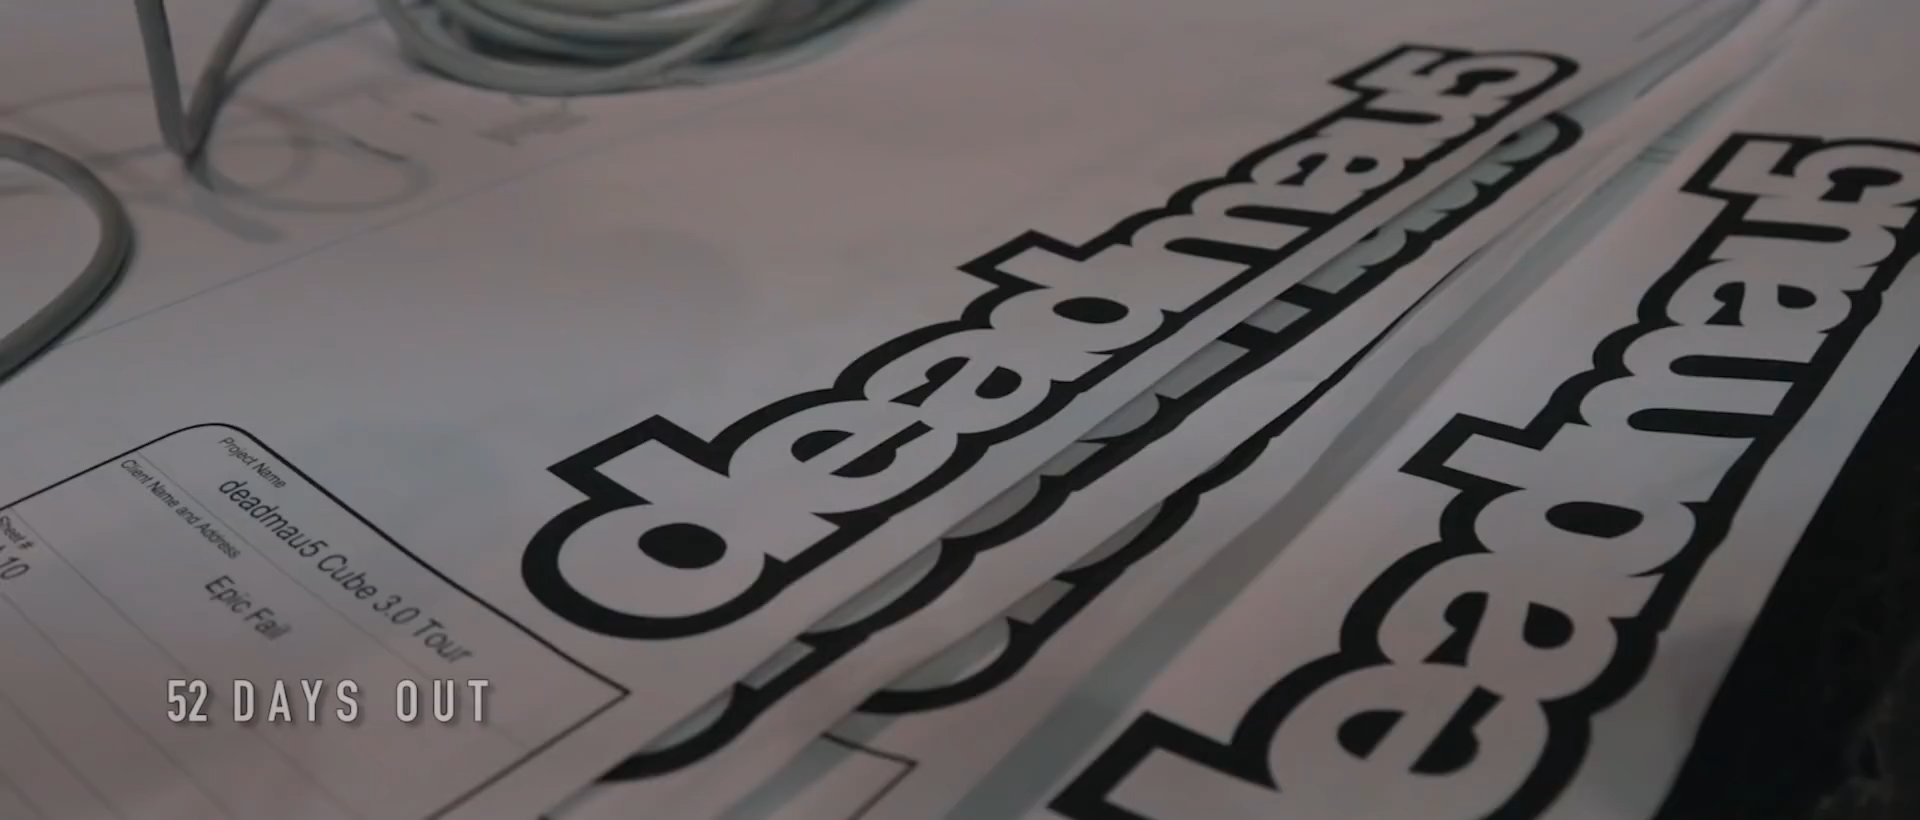 deadmau5
deadmau5
Project Name
deadmau5 Cube 3.0 Tour
Client Name and Address
Epic Fail
Sheet #
10
52 DAYS OUT